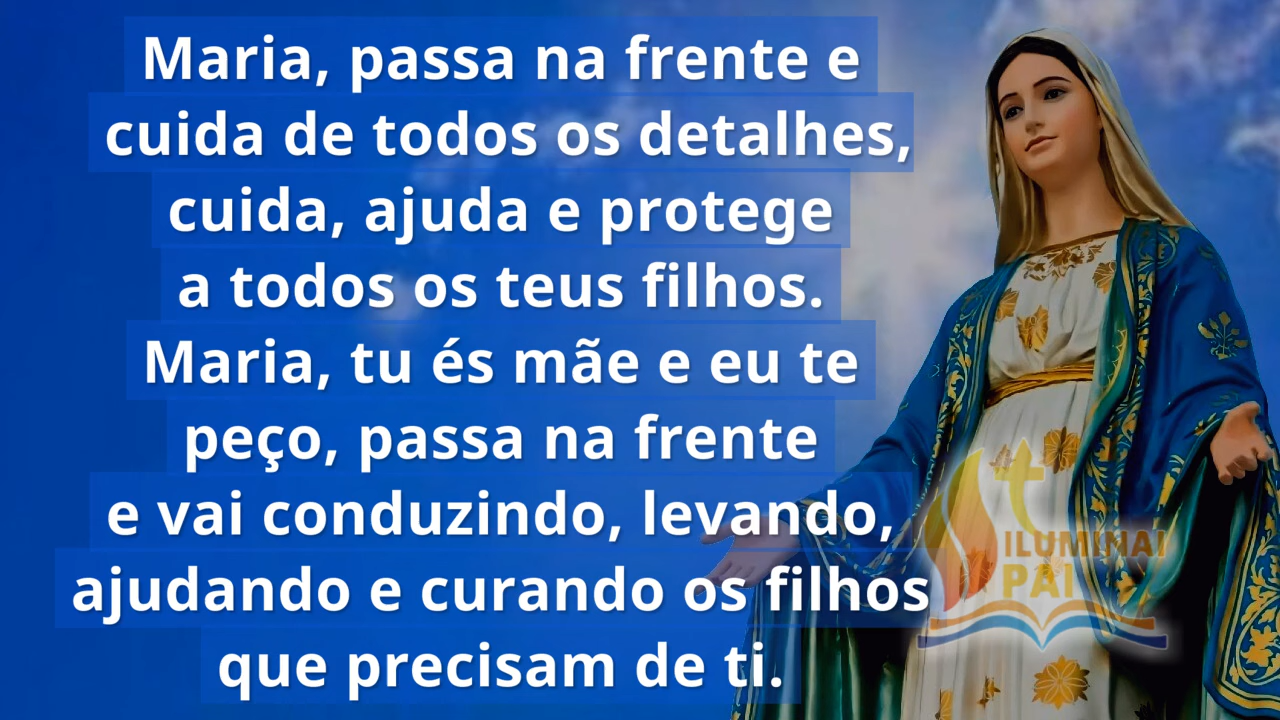 Maria, passa na frente e
cuida de todos os detalhes,
cuida, ajuda e protege
a todos os teus filhos.
Maria, tu és mãe e eu te
peço, passa na frente
e vai conduzindo, levando,
ajudando e curando os filhos
que precisam de ti.
ILUMINAI
PAI